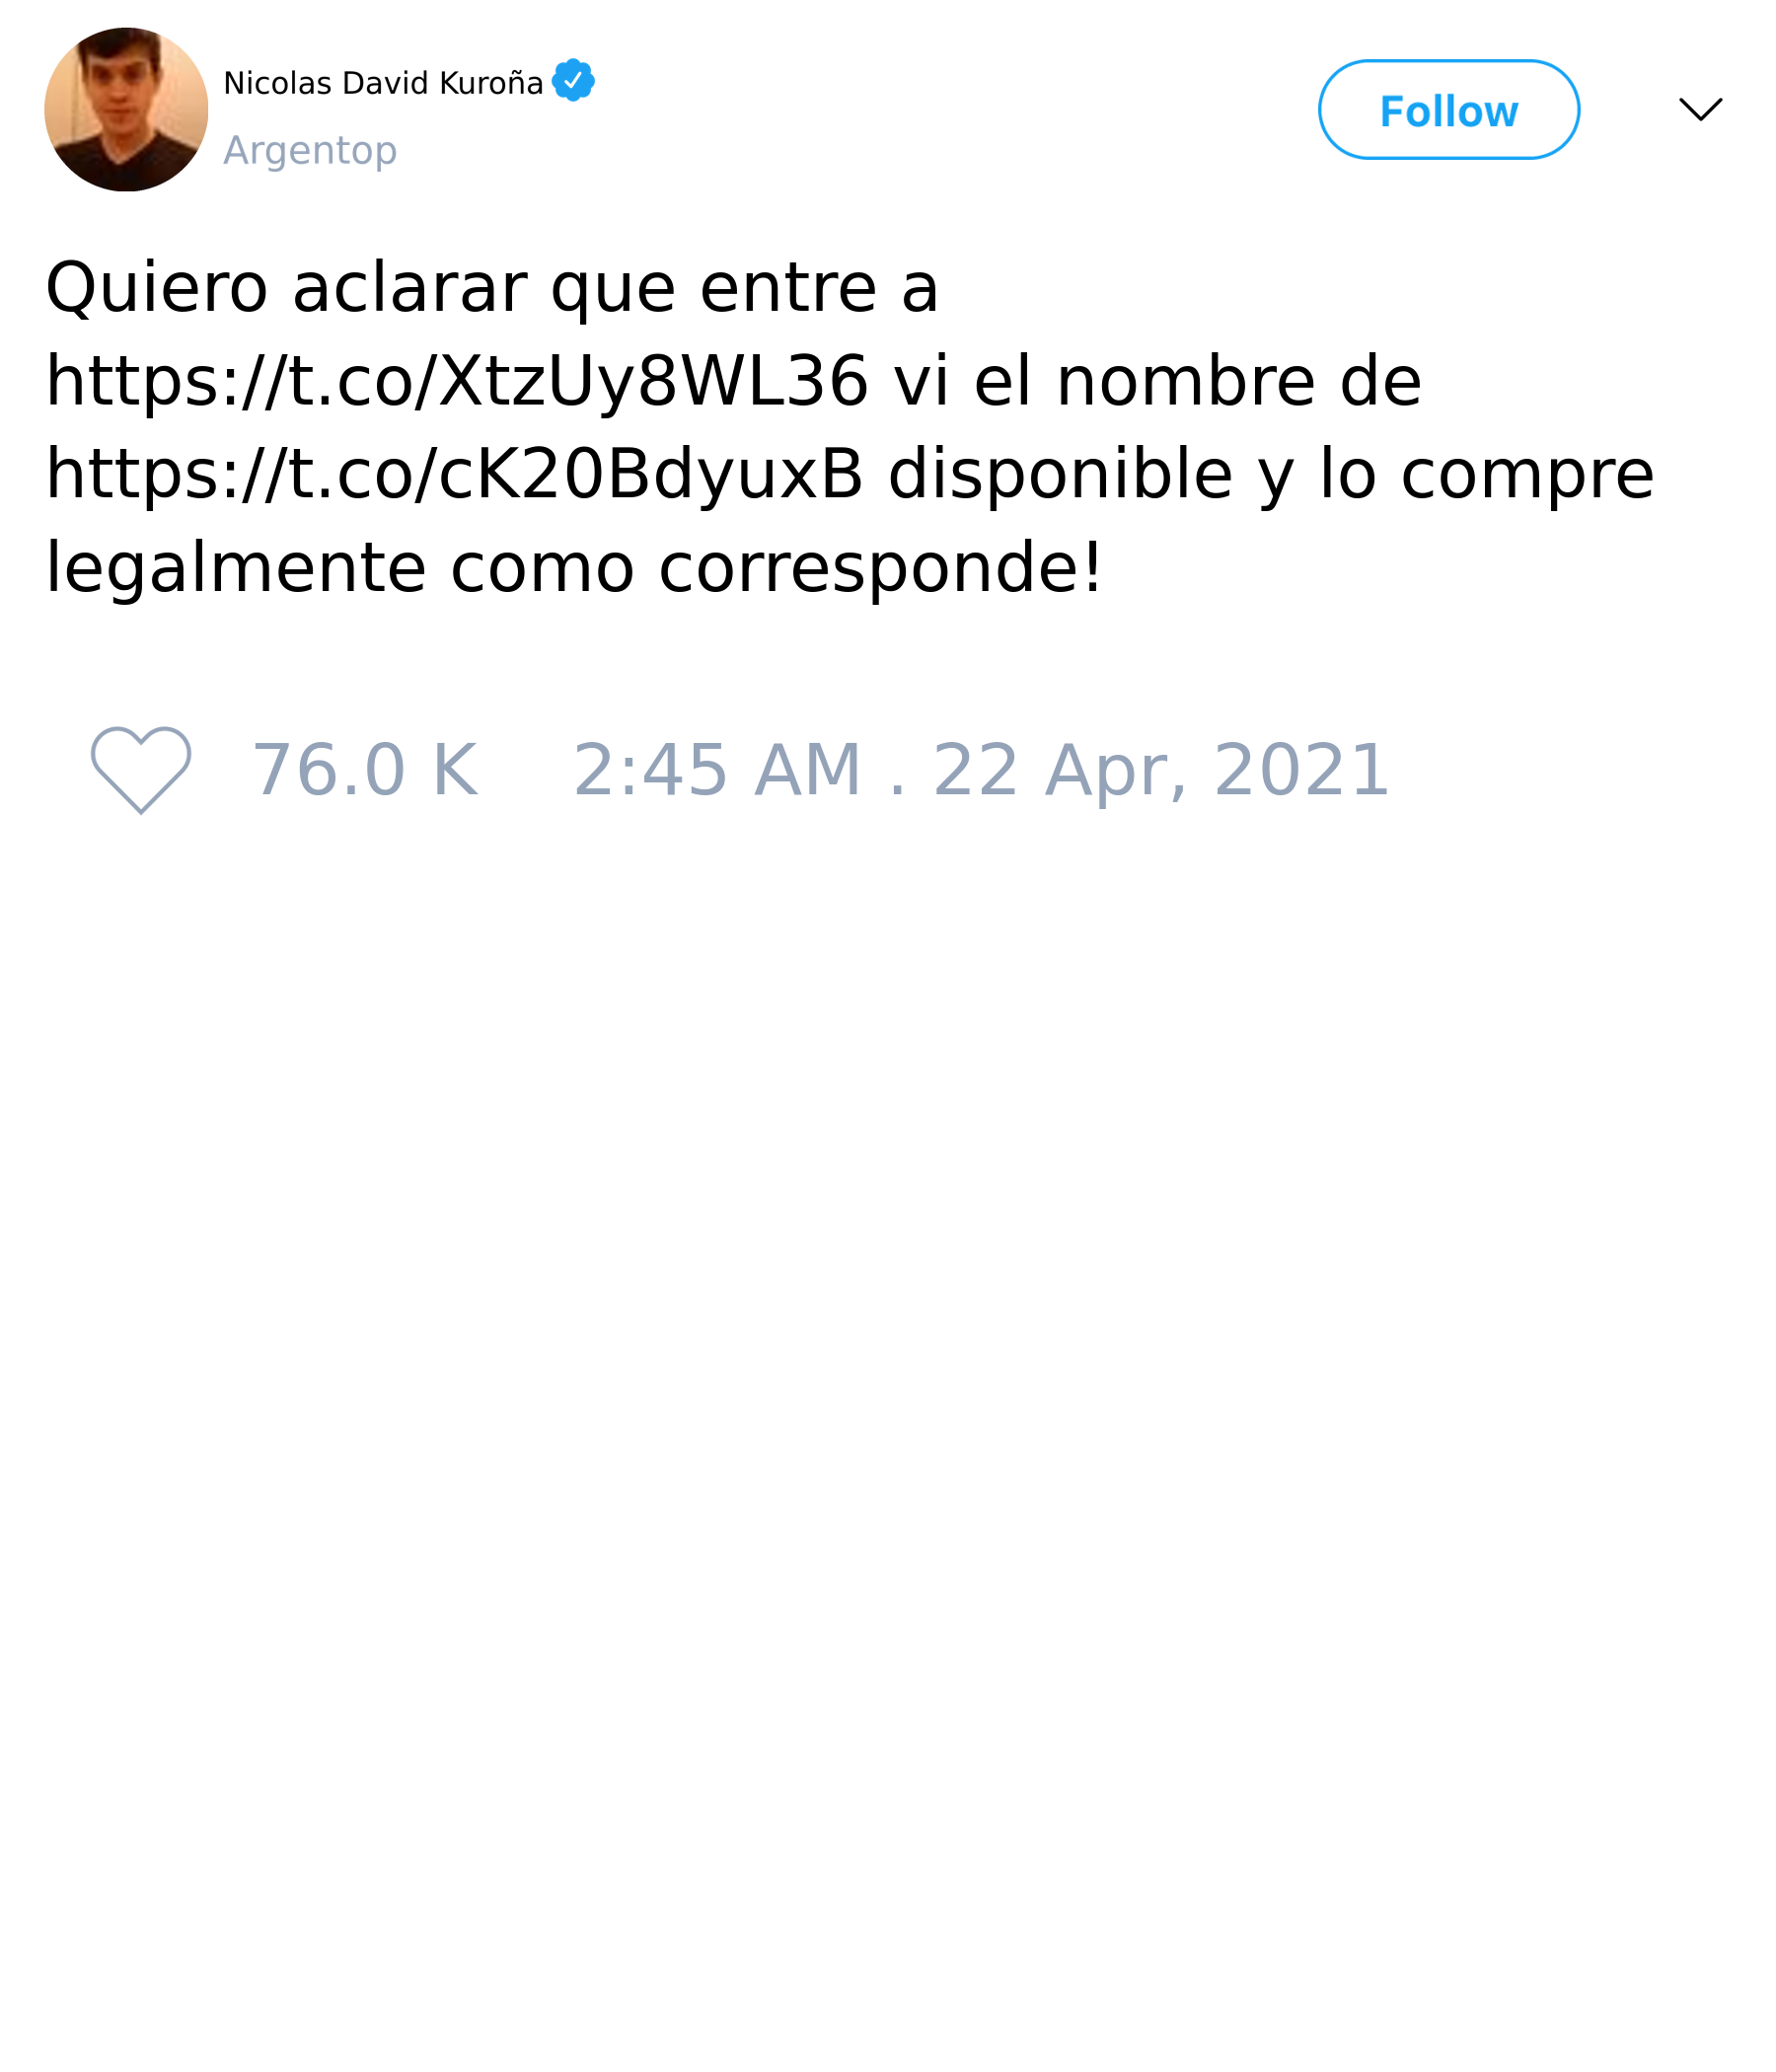 Nicolas David Kuroña
Argentop
Follow
Quiero aclarar que entre a
https://t.co/XtzUy8WL36 vi el nombre de
https://t.co/cK20BdyuxB disponible y lo compre
legalmente como corresponde!
76.0 K 2:45 AM . 22 Apr, 2021